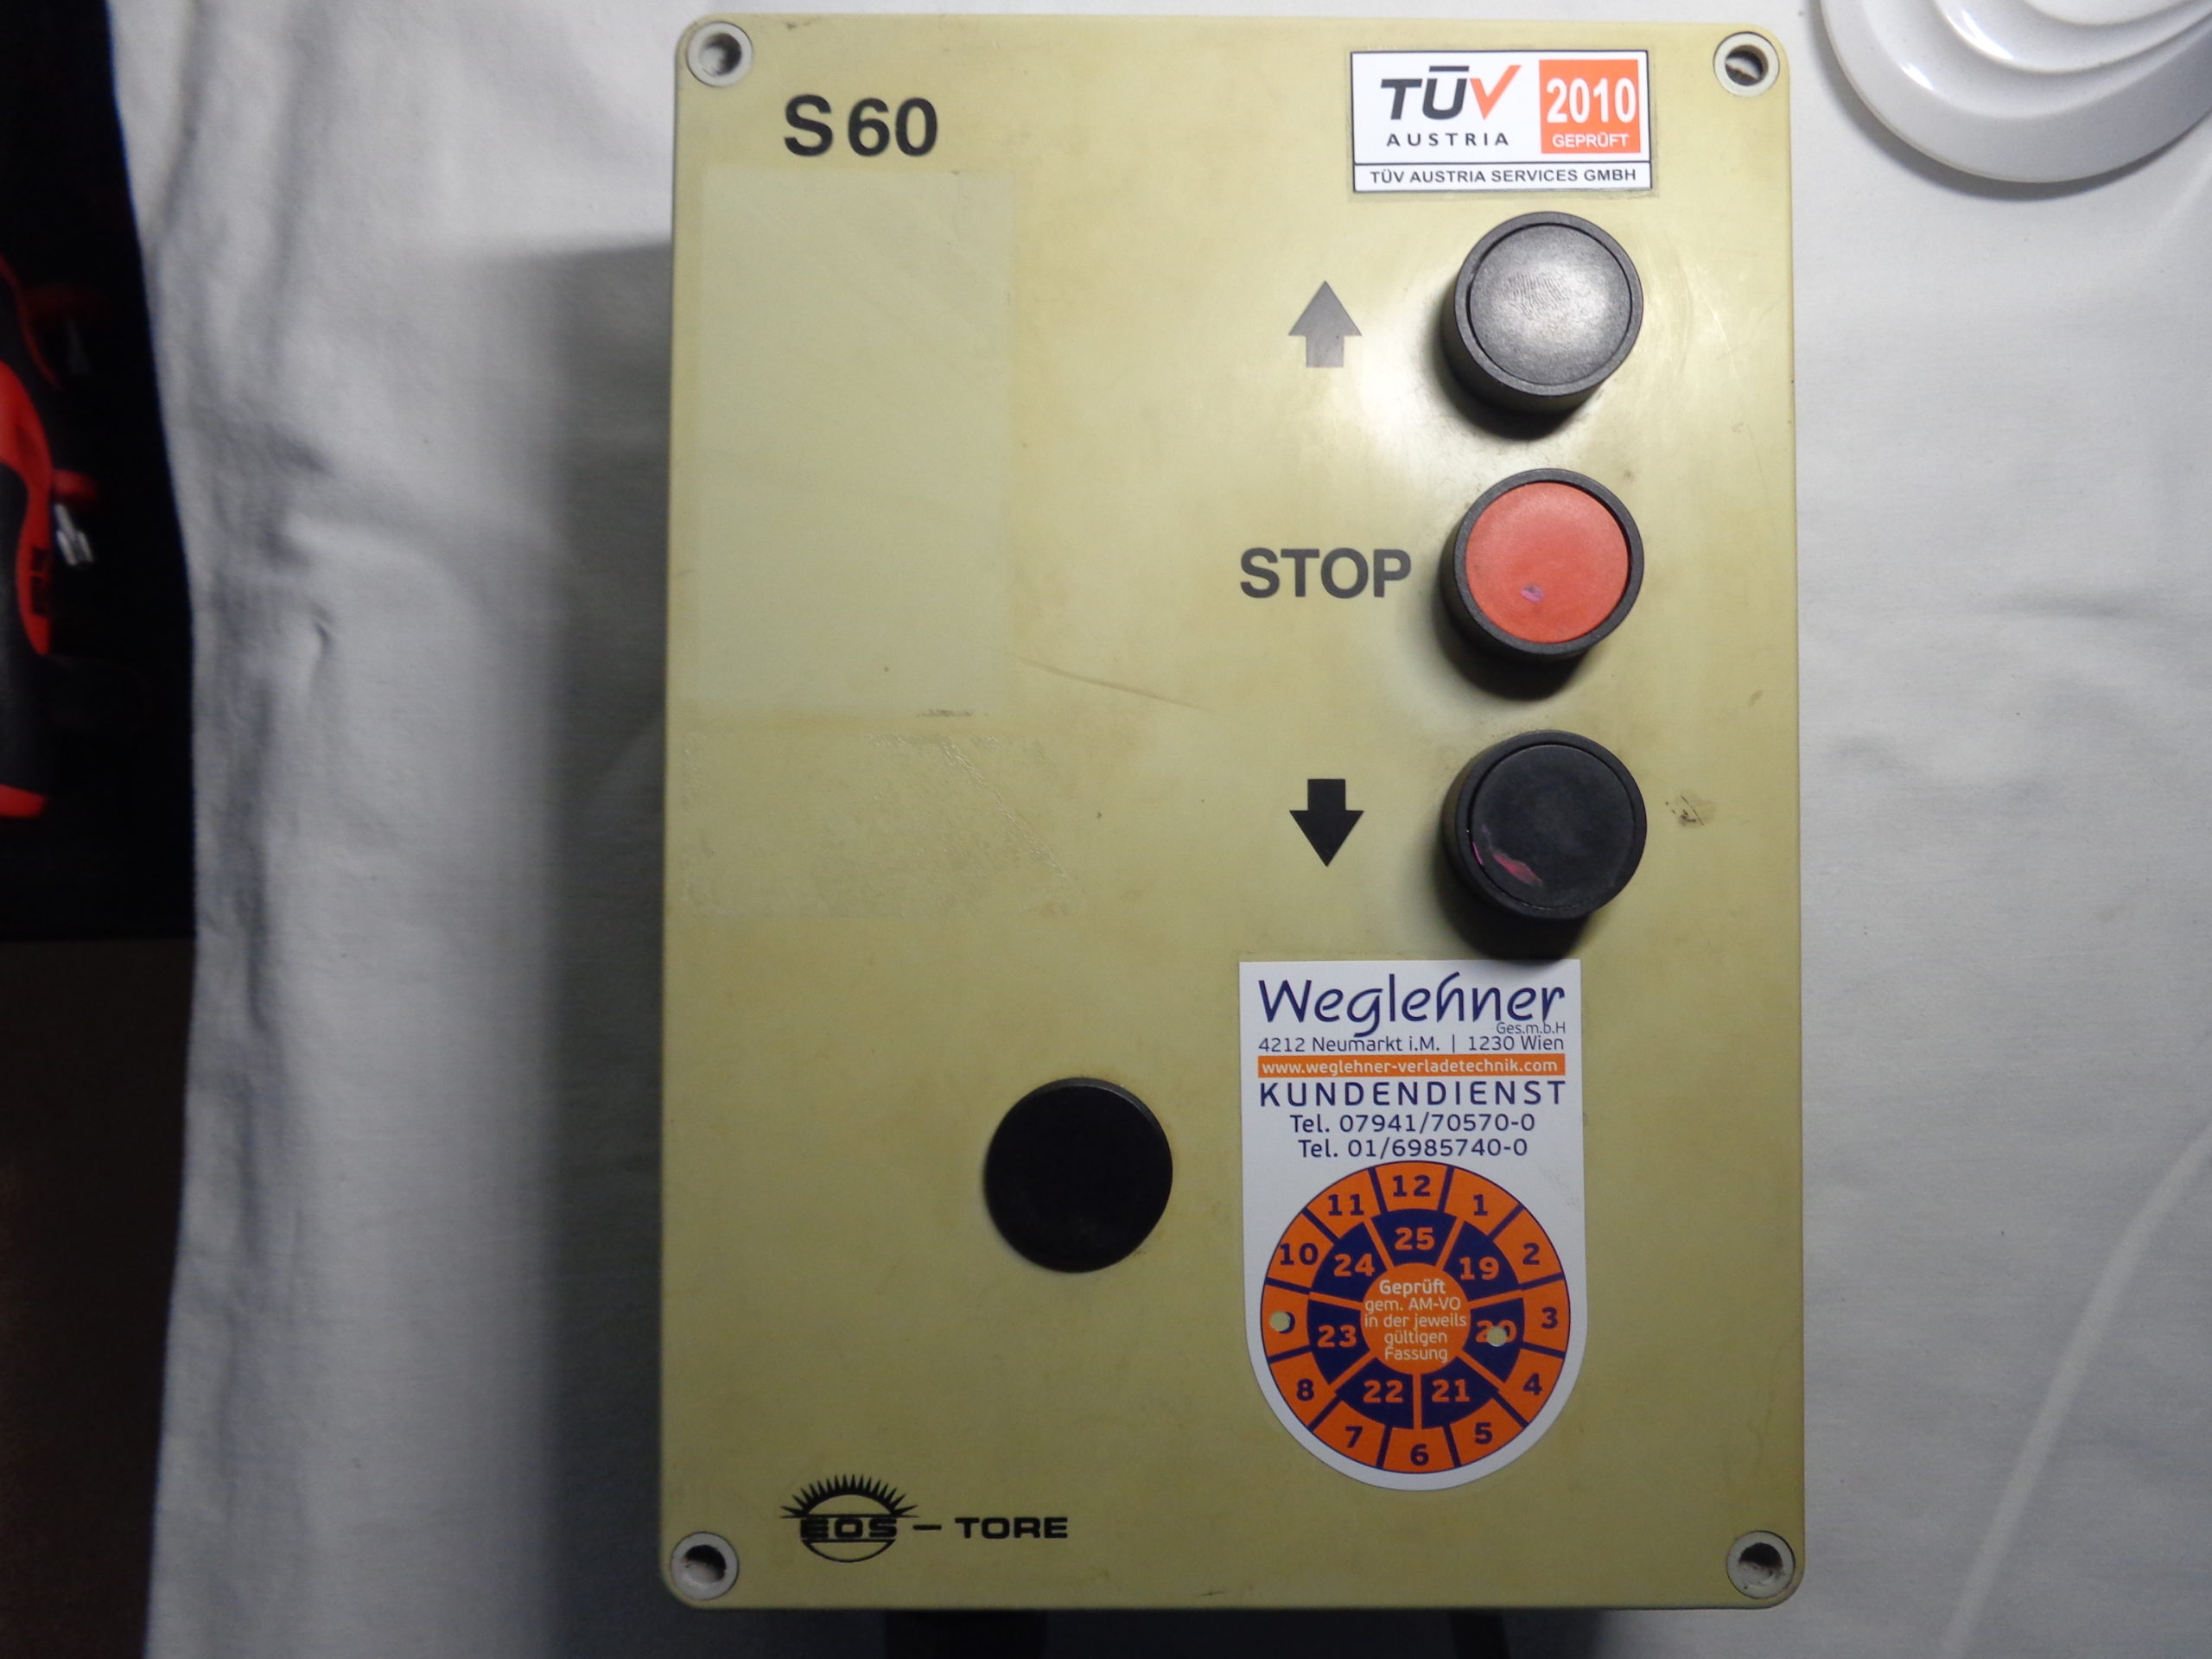 S 60
TÜV
AUSTRIA
2010
GEPRÜFT
TÜV AUSTRIA SERVICES GMBH
STOP
Weglehner
Ges.m.b.H
4212 Neumarkt i.M. | 1230 Wien
www.weglehner-verladetechnik.com
KUNDENDIENST
Tel. 07941/70570-0
Tel. 01/6985740-0
12
1
2
3
4
5
6
7
8
9
10
11
25
19
20
21
22
23
24
Geprüft
gem. AM-VO
in der jeweils
gültigen
Fassung
EOS - TORE